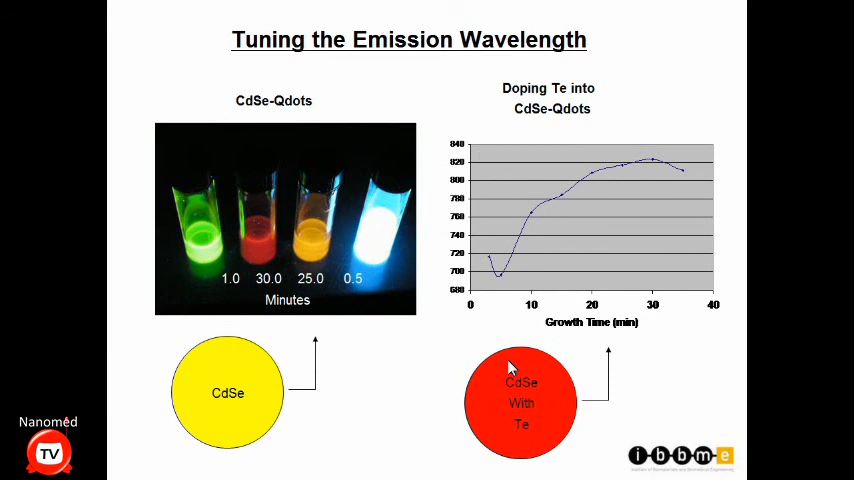 Tuning the Emission Wavelength
CdSe-Qdots
Doping Te into
CdSe-Qdots
1.0 30.0 25.0 0.5
Minutes
840
820
800
780
760
740
720
700
680
0 10 20 30 40
Growth Time (min)
CdSe
CdSe
With
Te
Nanomed
TV
i-b-b-m-e